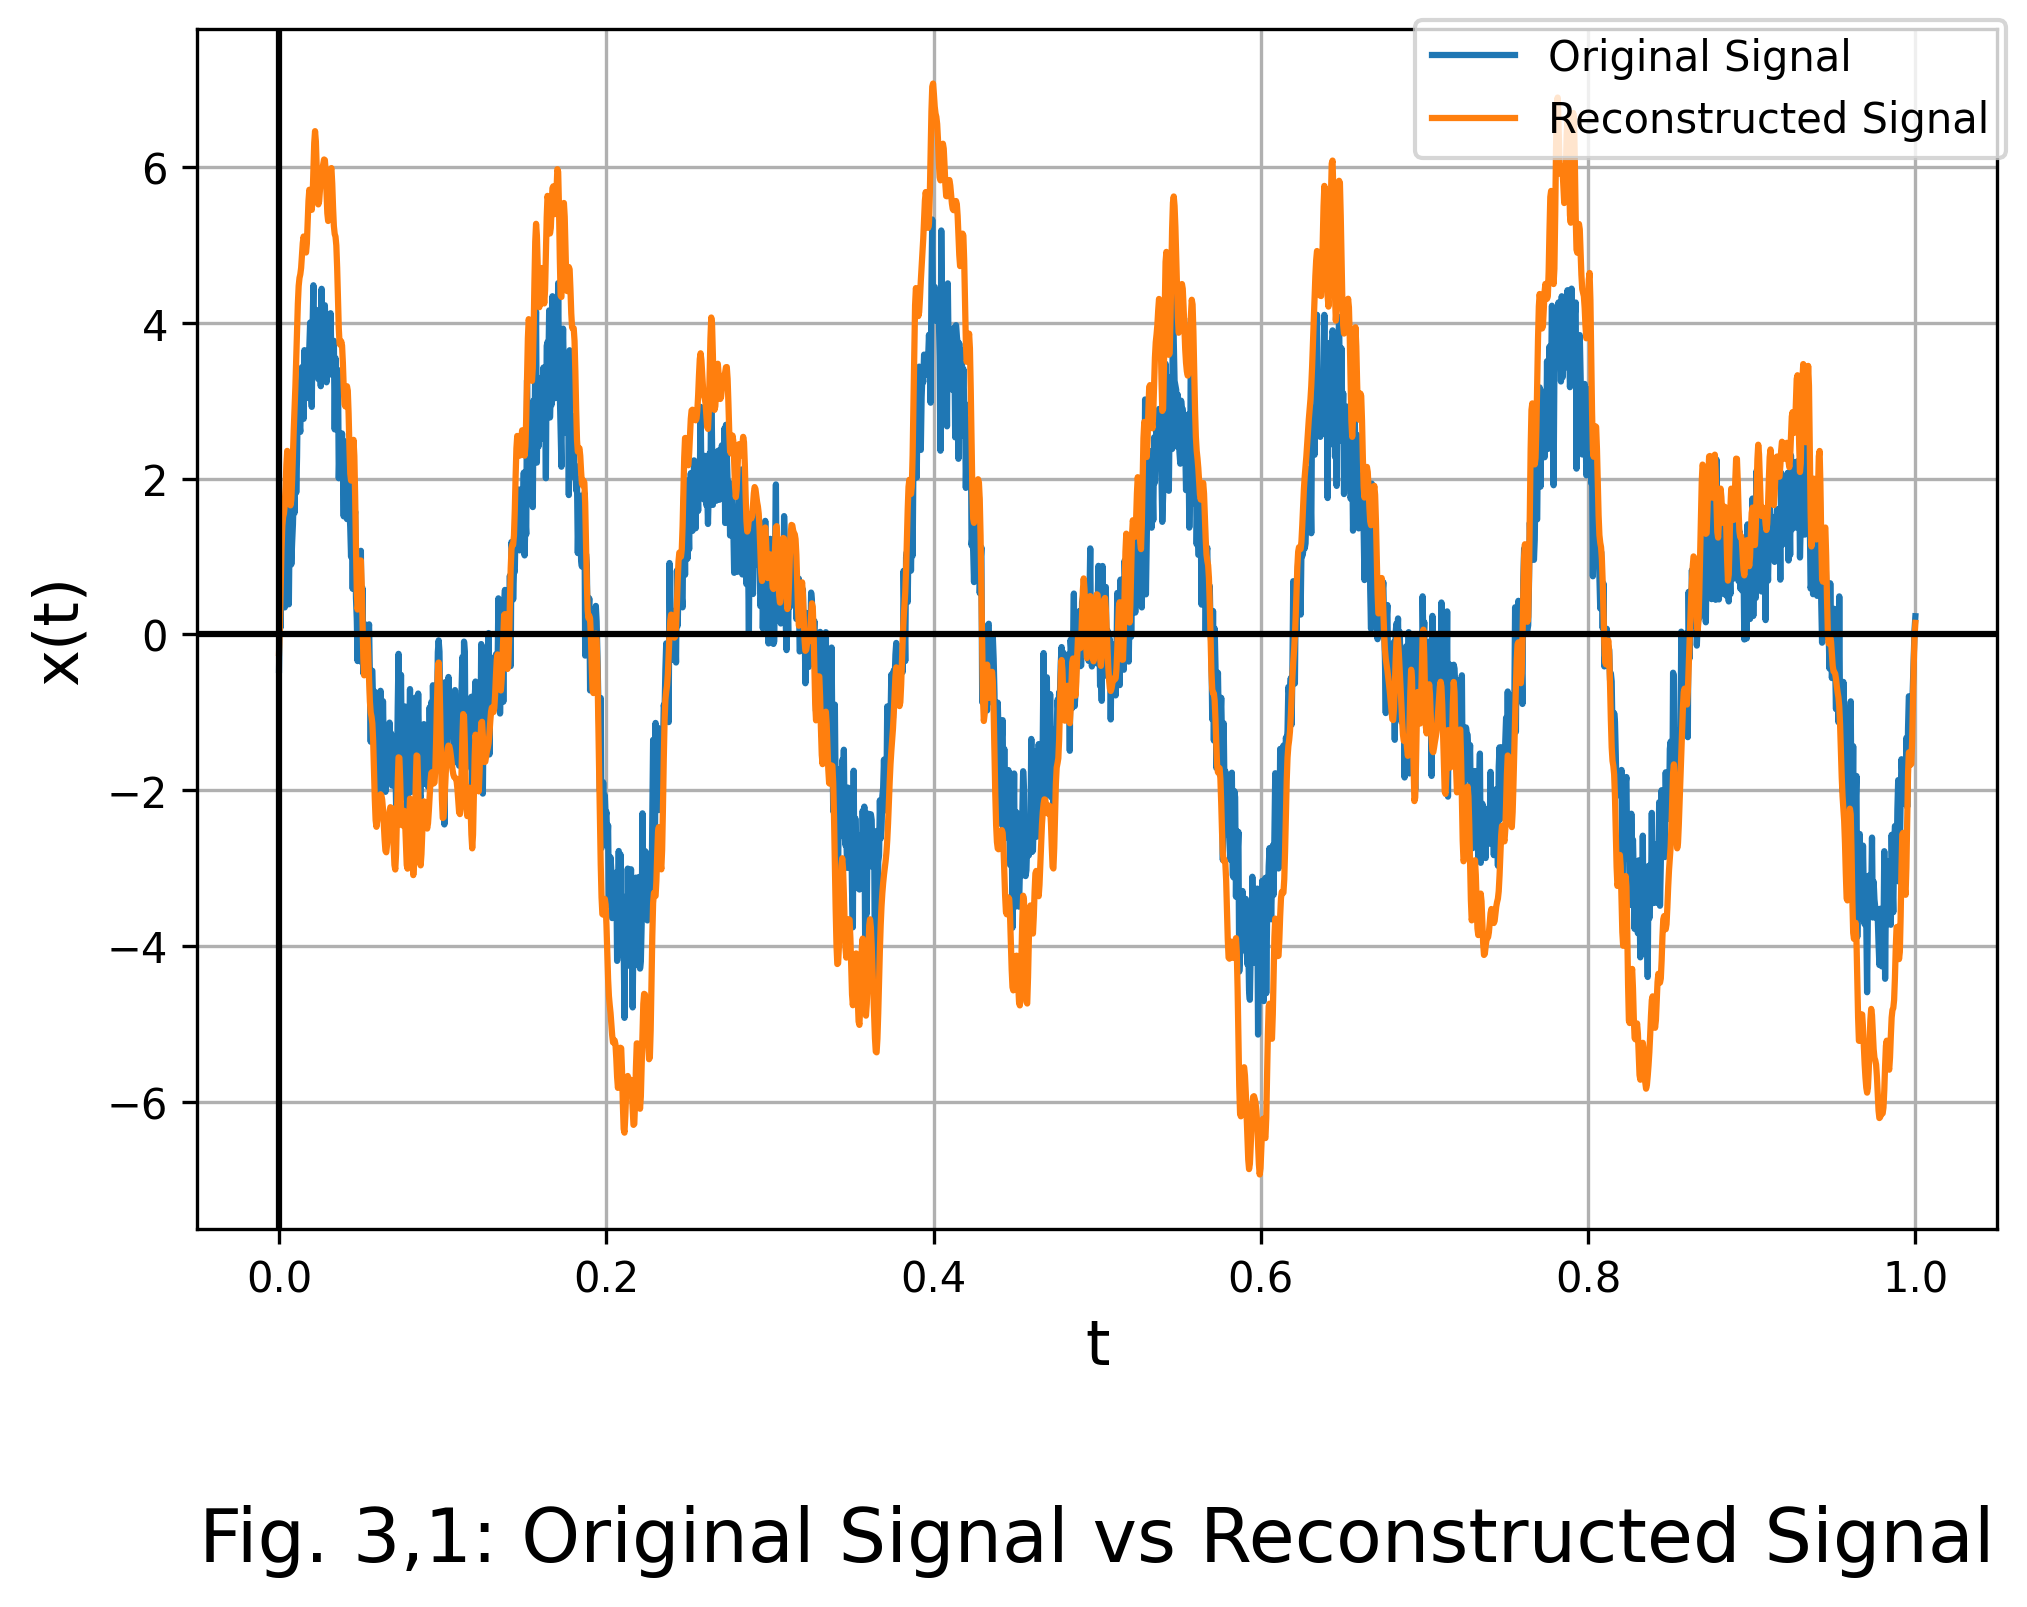 Original Signal
Reconstructed Signal
6
4
2
0
−2
−4
−6
x(t)
0.0 0.2 0.4 0.6 0.8 1.0
t
Fig. 3,1: Original Signal vs Reconstructed Signal